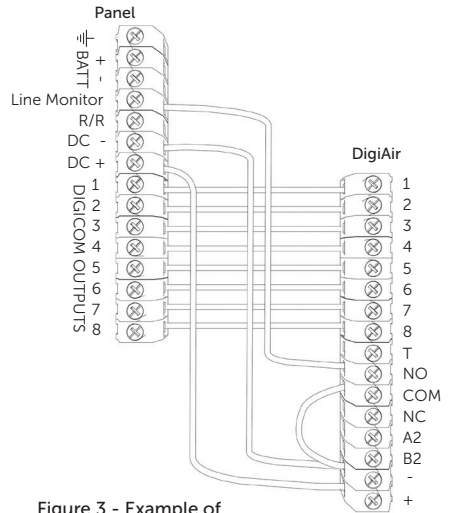 Panel
⏚
BATT
+
-
Line Monitor
R/R
DC -
DC +
DIGICOM OUTPUTS
1
2
3
4
5
6
7
8
DigiAir
1
2
3
4
5
6
7
8
T
NO
COM
NC
A2
B2
-
+
Figure 3 - Example of